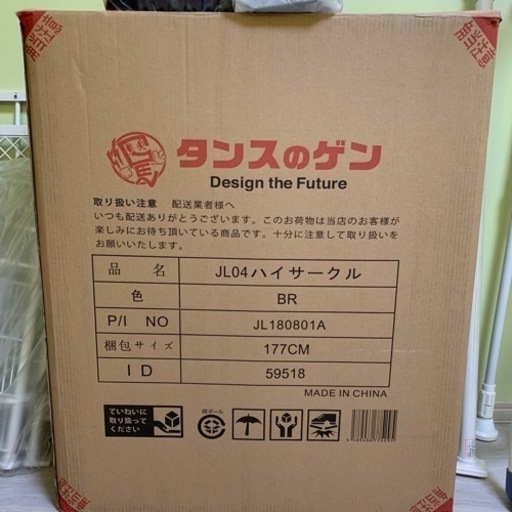 タンスのゲン
Design the Future
取り扱い注意 配送業者様へ
いつも配送ありがとうございます。このお荷物は当店のお客様が
楽しみにお待ち頂いている商品です。十分に注意して取り扱いを
お願いいたします。
品 名 JL04ハイサークル
色 BR
P/I NO JL180801A
梱包サイズ 177CM
ID 59518
MADE IN CHINA
ていねいに
取り扱って
ください
段ボール